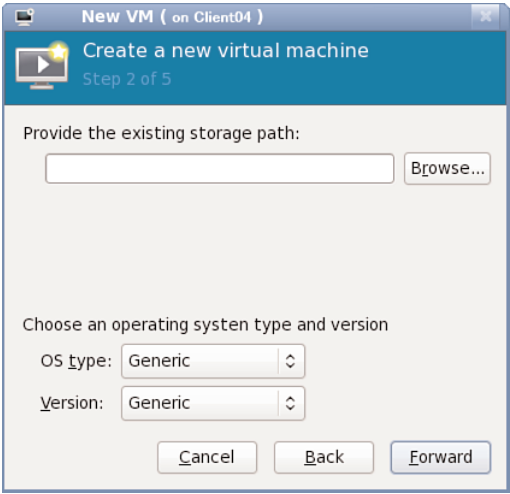 New VM ( on Client04 )
Create a new virtual machine
Step 2 of 5
Provide the existing storage path:
Browse...
Choose an operating systen type and version
OS type: Generic
Version: Generic
Cancel Back Forward